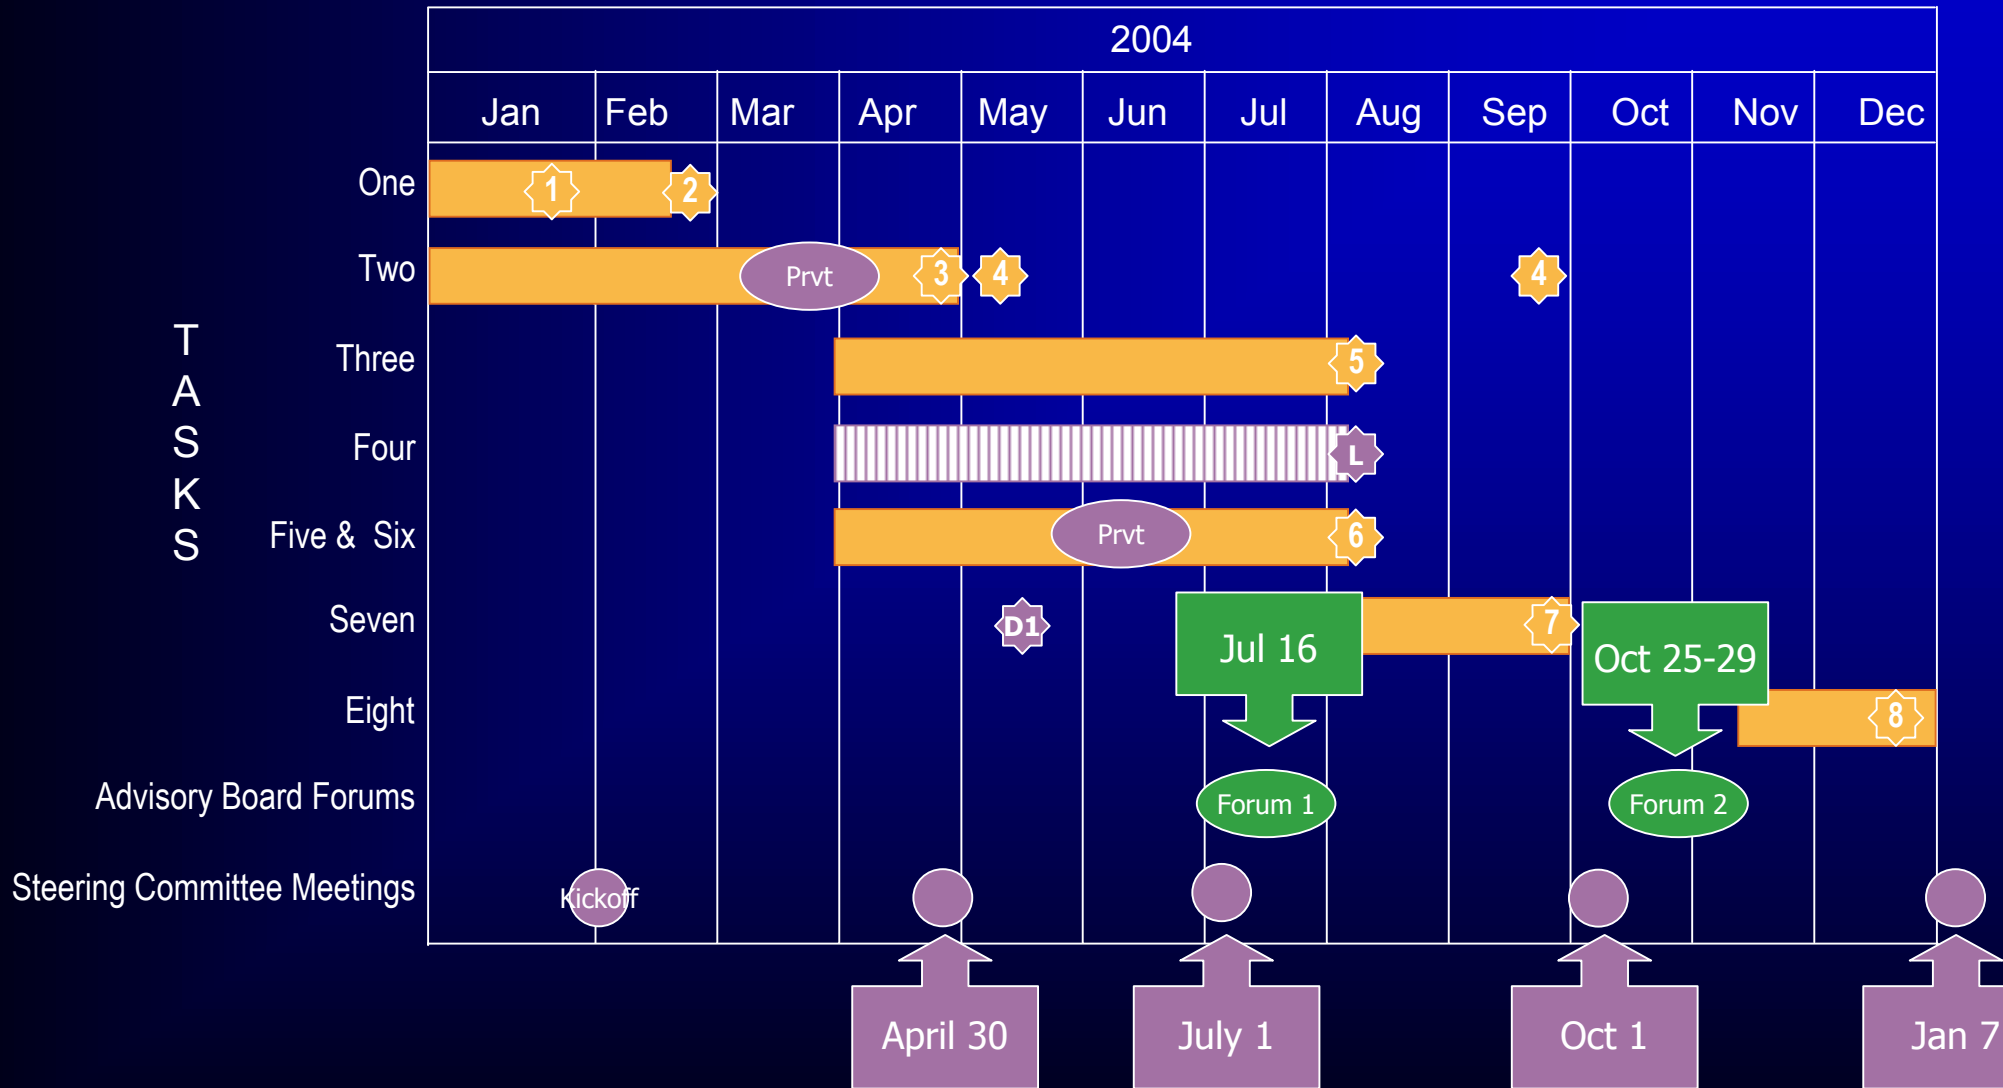 2004
Jan Feb Mar Apr May Jun Jul Aug Sep Oct Nov Dec
TASKS
One 1 2
Two Prvt 3 4 4
Three 5
Four L
Five & Six Prvt 6
Seven D1 Jul 16 7 Oct 25-29
Eight 8
Advisory Board Forums Forum 1 Forum 2
Steering Committee Meetings Kickoff
April 30 July 1 Oct 1 Jan 7